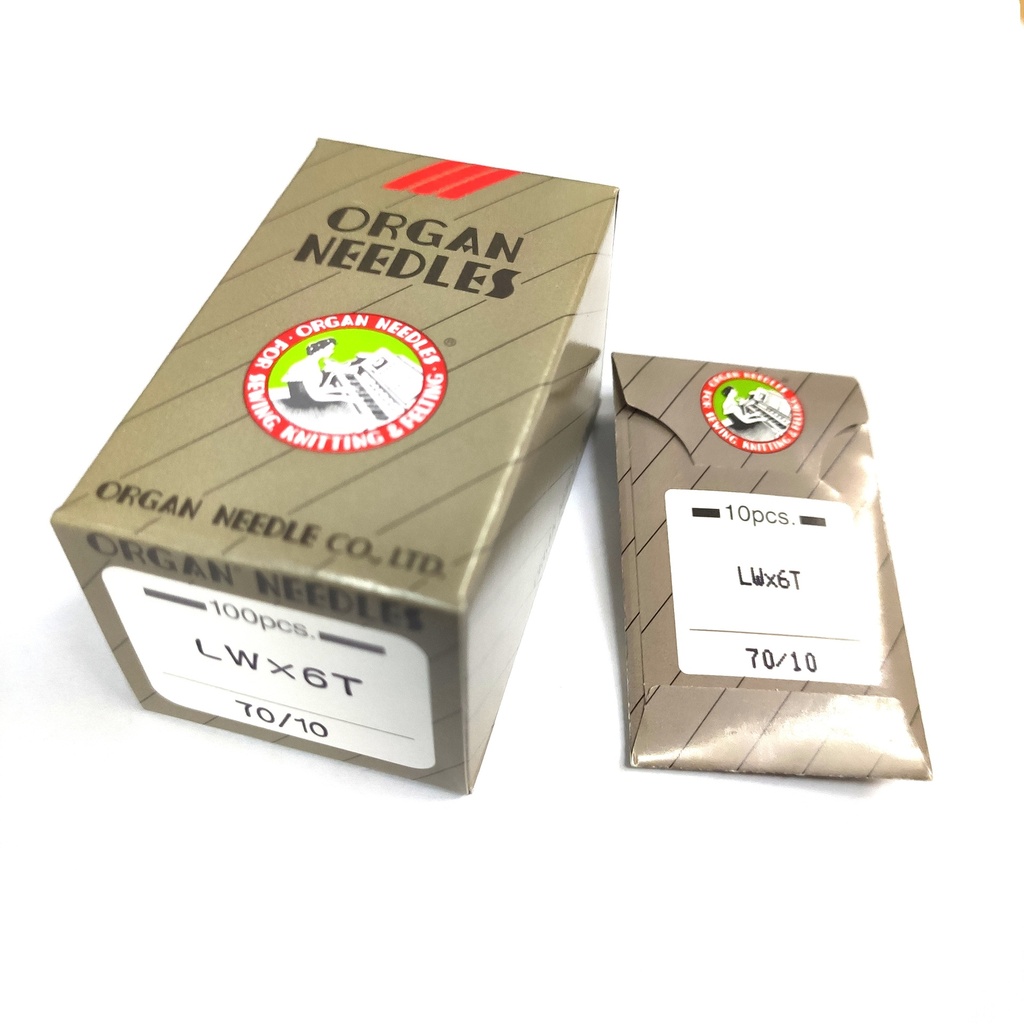 ORGAN
NEEDLES
ORGAN NEEDLES
FOR SEWING, KNITTING & FELTING
®
ORGAN NEEDLE CO., LTD.
ORGAN NEEDLES
100pcs.
LW×6T
70/10
ORGAN NEEDLES
FOR SEWING, KNITTING & FELTING
10pcs.
LWx6T
70/10